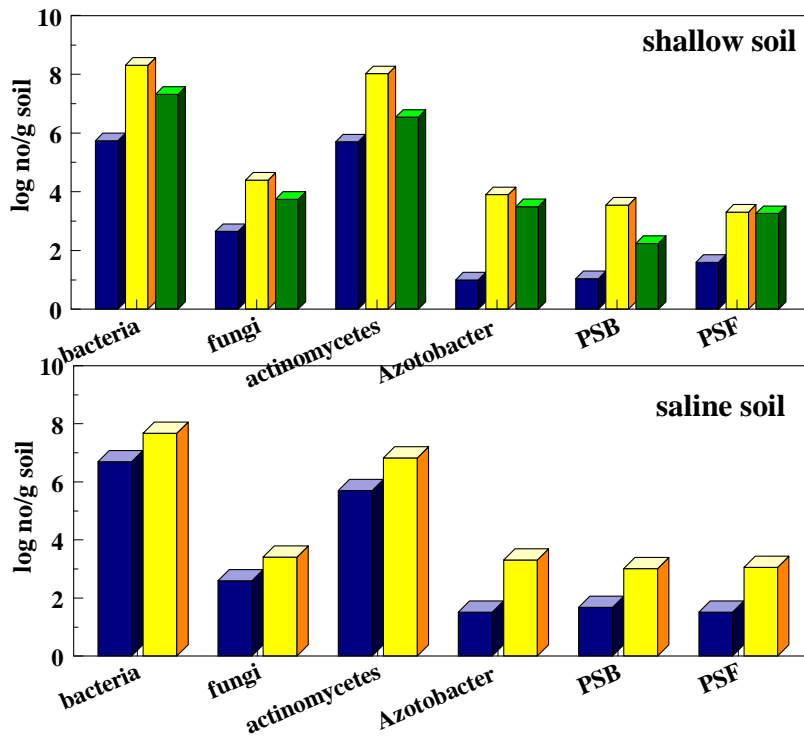 10
shallow soil
8
6
4
2
0
log no/g soil
bacteria
fungi
actinomycetes
Azotobacter
PSB
PSF
10
saline soil
8
6
4
2
0
log no/g soil
bacteria
fungi
actinomycetes
Azotobacter
PSB
PSF